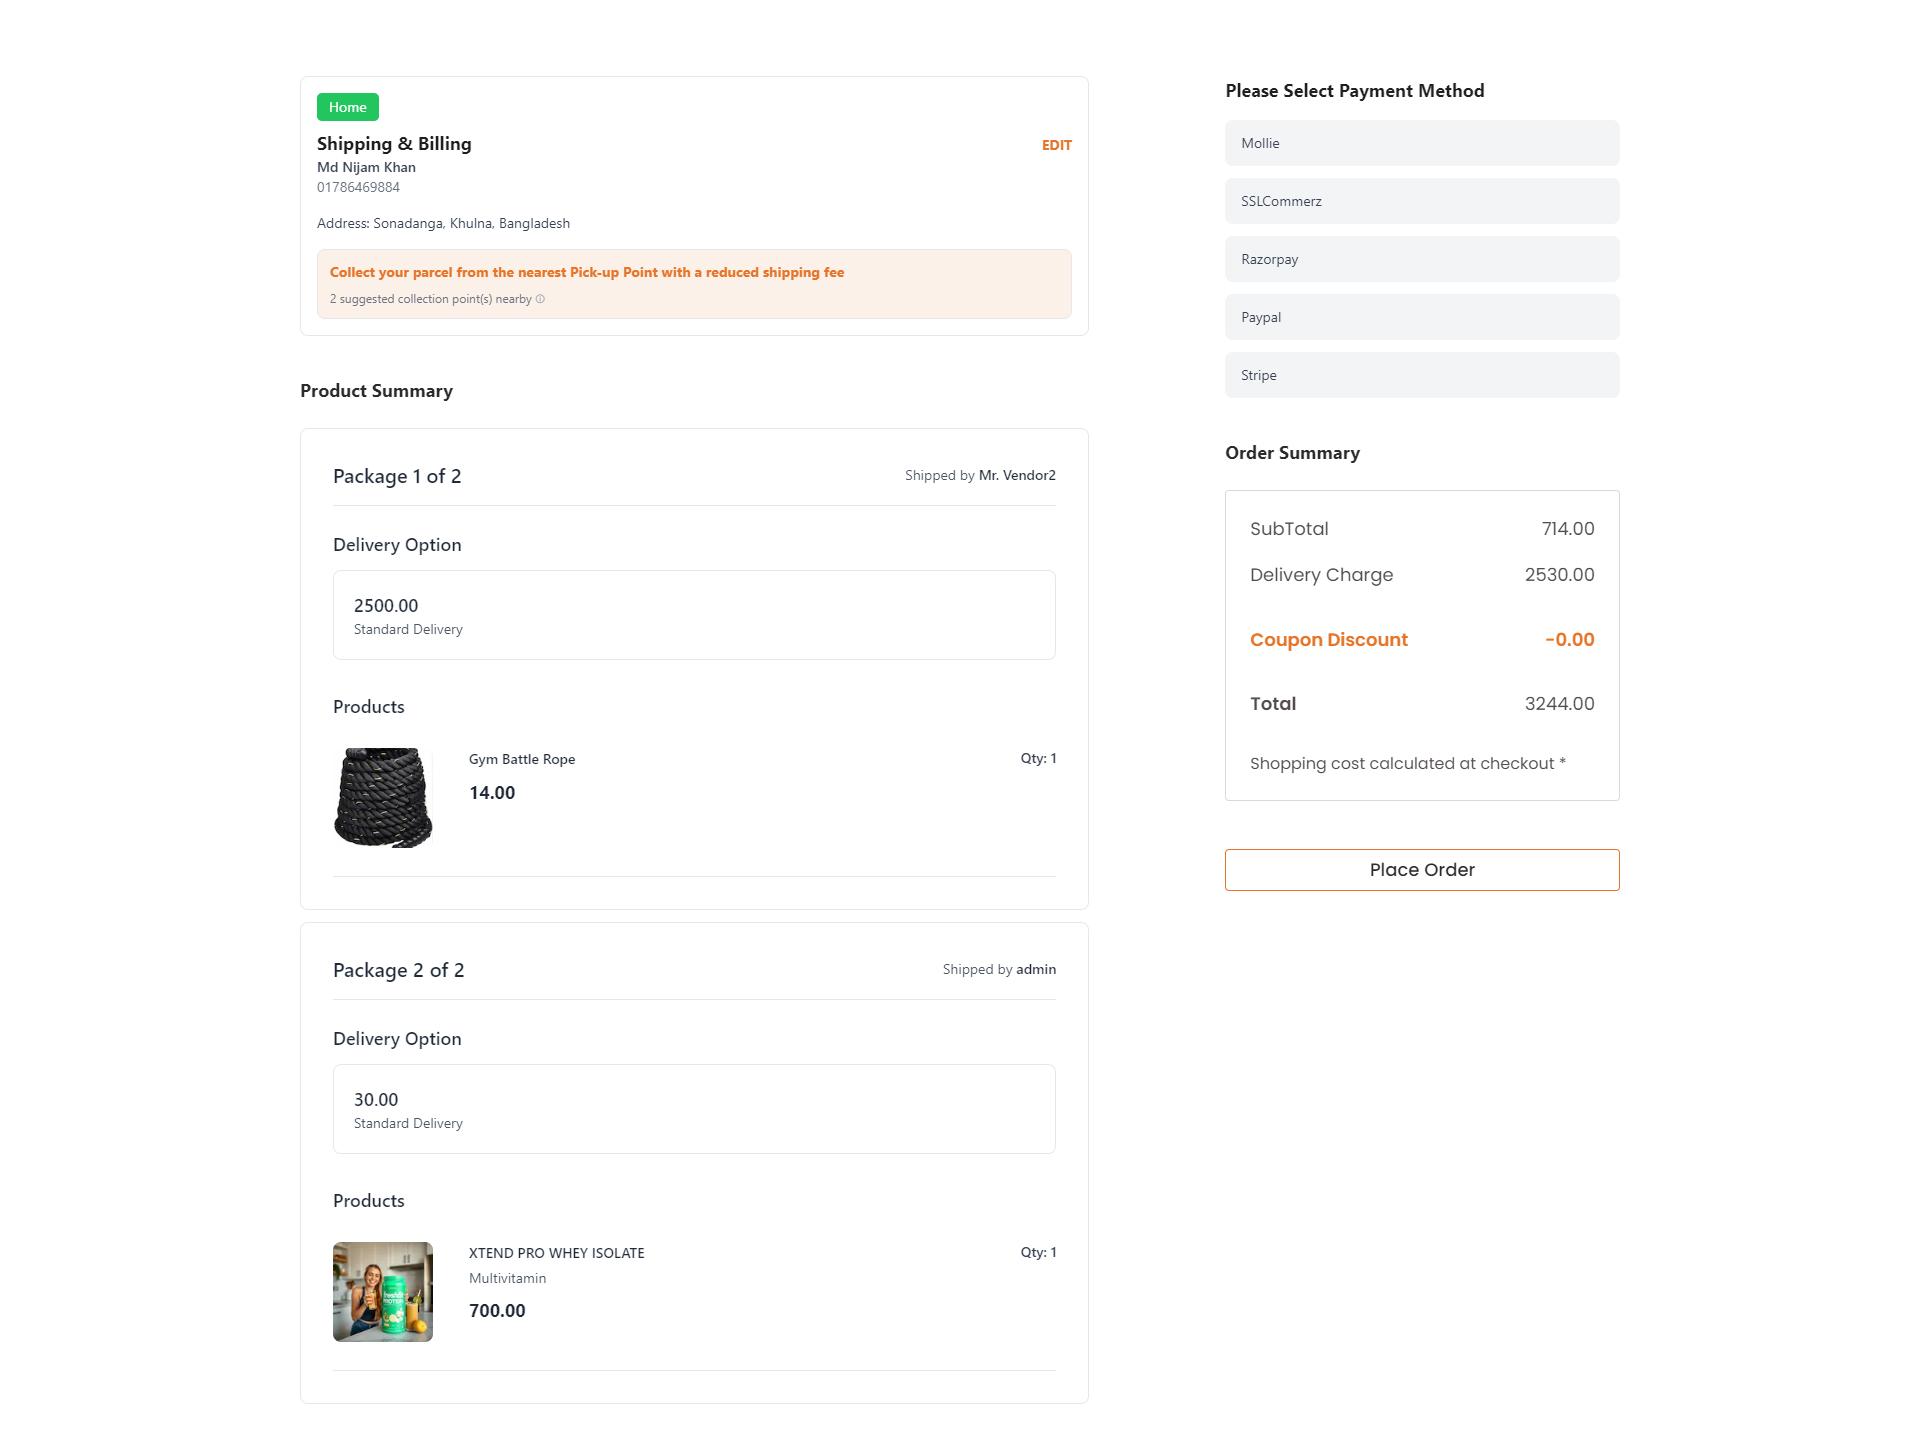 Home
Shipping & Billing
EDIT
Md Nijam Khan
01786469884
Address: Sonadanga, Khulna, Bangladesh
Collect your parcel from the nearest Pick-up Point with a reduced shipping fee
2 suggested collection point(s) nearby
Product Summary
Package 1 of 2
Shipped by Mr. Vendor2
Delivery Option
2500.00
Standard Delivery
Products
Gym Battle Rope
Qty: 1
14.00
Package 2 of 2
Shipped by admin
Delivery Option
30.00
Standard Delivery
Products
XTEND PRO WHEY ISOLATE
Qty: 1
Multivitamin
700.00
Please Select Payment Method
Mollie
SSLCommerz
Razorpay
Paypal
Stripe
Order Summary
SubTotal 714.00
Delivery Charge 2530.00
Coupon Discount -0.00
Total 3244.00
Shopping cost calculated at checkout *
Place Order